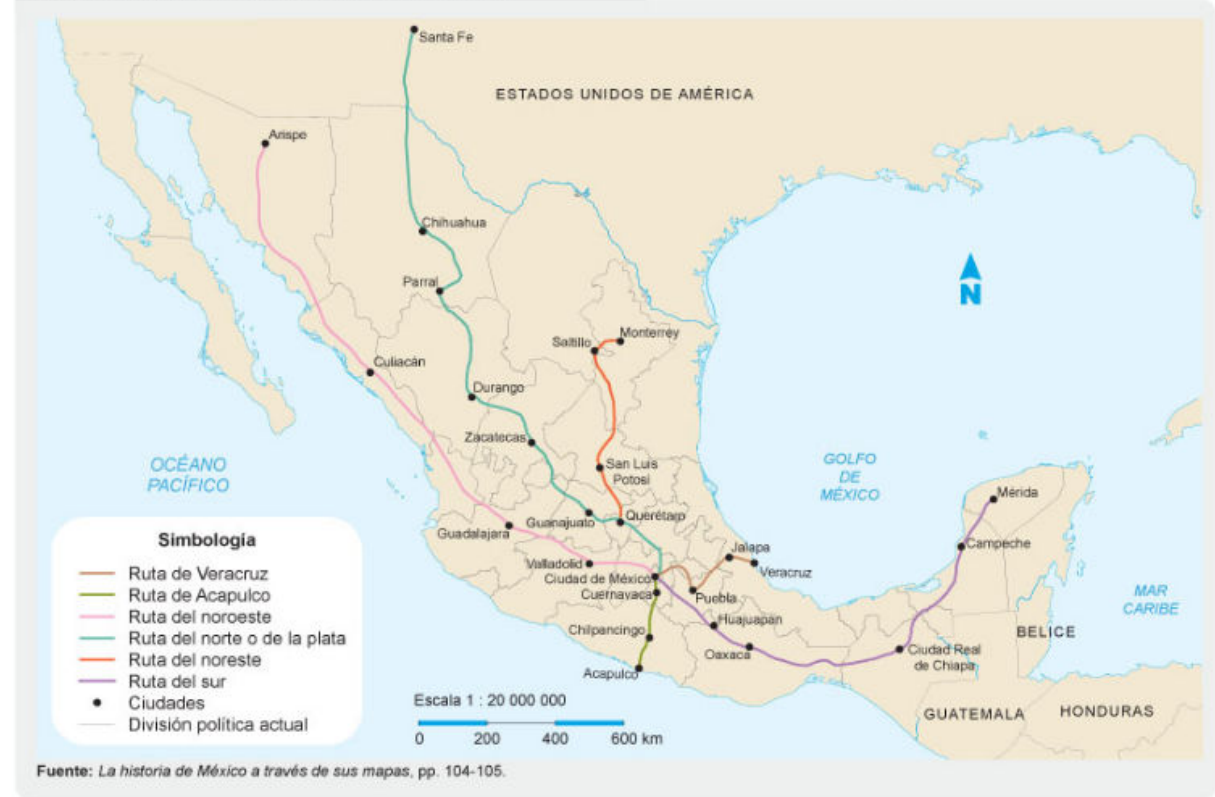 Santa Fe
ESTADOS UNIDOS DE AMÉRICA
Arispe
Chihuahua
Parral
Monterrey
Saltillo
Culiacán
Durango
Zacatecas
OCÉANO
PACÍFICO
San Luis
Potosí
GOLFO
DE
MÉXICO
Mérida
Guanajuato
Querétaro
Guadalajara
Campeche
Jalapa
Valladolid
Veracruz
Ciudad de México
Cuernavaca
Puebla
MAR
CARIBE
Huajuapan
Chilpancingo
BELICE
Oaxaca
Ciudad Real
de Chiapa
Acapulco
GUATEMALA
HONDURAS
N
Simbología
Ruta de Veracruz
Ruta de Acapulco
Ruta del noroeste
Ruta del norte o de la plata
Ruta del noreste
Ruta del sur
Ciudades
División política actual
Escala 1 : 20 000 000
0 200 400 600 km
Fuente: La historia de México a través de sus mapas, pp. 104-105.